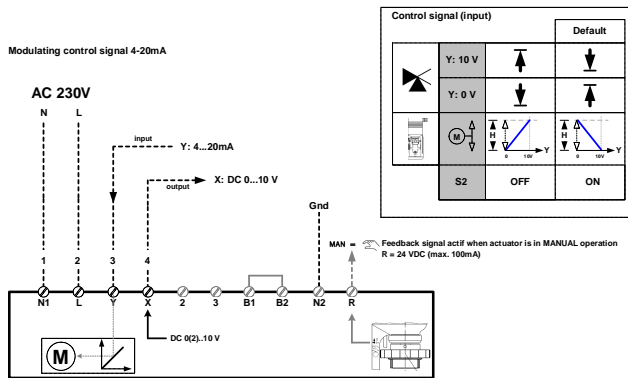 Control signal (input)
Default
Modulating control signal 4-20mA
Y: 10 V
Y: 0 V
AC 230V
N L
input
Y: 4...20mA
output
X: DC 0...10 V
M
H
0 10V Y
H
0 10V Y
S2 OFF ON
Gnd
MAN = Feedback signal actif when actuator is in MANUAL operation
R = 24 VDC (max. 100mA)
1 2 3 4
N1 L Y X 2 3 B1 B2 N2 R
DC 0(2)..10 V
M